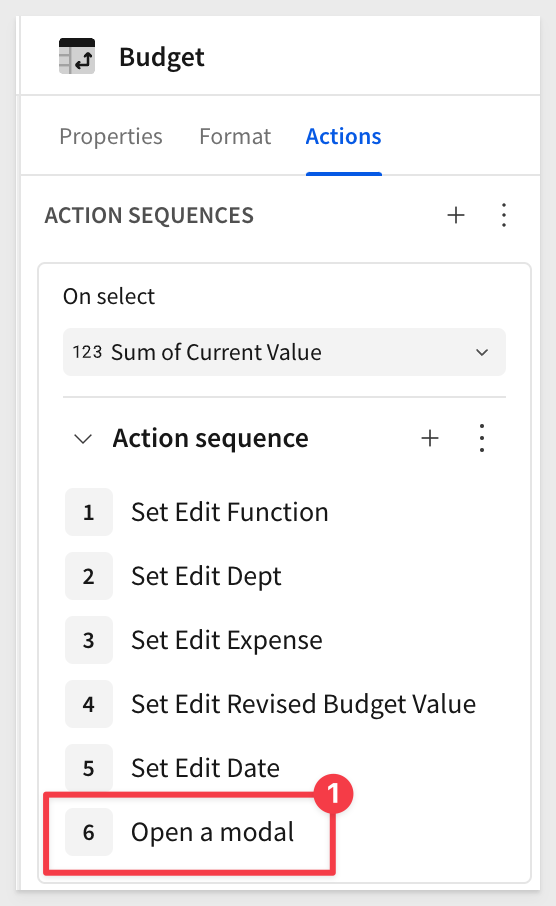 Budget
Properties Format Actions
ACTION SEQUENCES
On select
123 Sum of Current Value
Action sequence
1 Set Edit Function
2 Set Edit Dept
3 Set Edit Expense
4 Set Edit Revised Budget Value
5 Set Edit Date
1
6 Open a modal